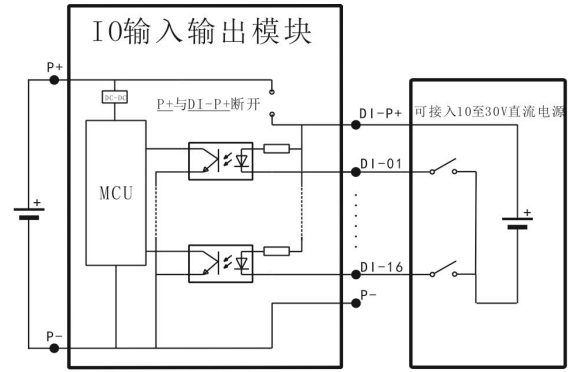 IO输入输出模块
P+
DC-DC
P+与DI-P+断开
DI-P+
可接入10至30V直流电源
MCU
DI-01
+
+
DI-16
P-
P-